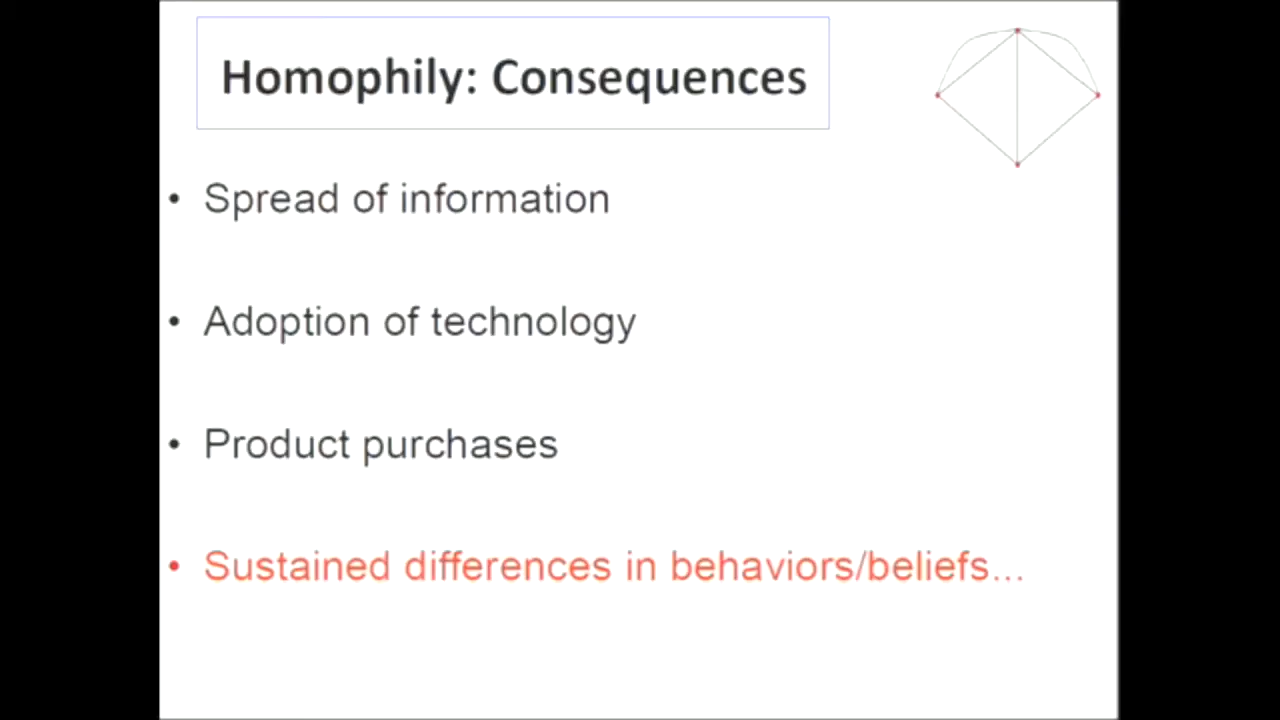 Homophily: Consequences
• Spread of information
• Adoption of technology
• Product purchases
• Sustained differences in behaviors/beliefs...